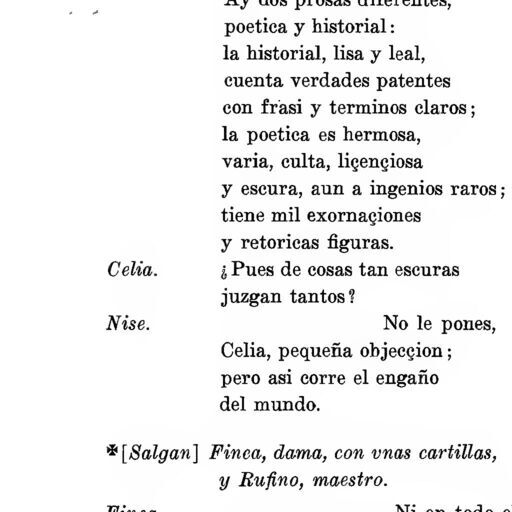 Ay dos prosas diferentes,
poetica y historial:
la historial, lisa y leal,
cuenta verdades patentes
con frasi y terminos claros;
la poetica es hermosa,
varia, culta, liçençiosa
y escura, aun a ingenios raros;
tiene mil exornaçiones
y retoricas figuras.
Celia. ¿Pues de cosas tan escuras
juzgan tantos?
Nise. No le pones,
Celia, pequeña objecçion;
pero asi corre el engaño
del mundo.
✠[Salgan] Finea, dama, con vnas cartillas,
y Rufino, maestro.
Finea. Ni en todo